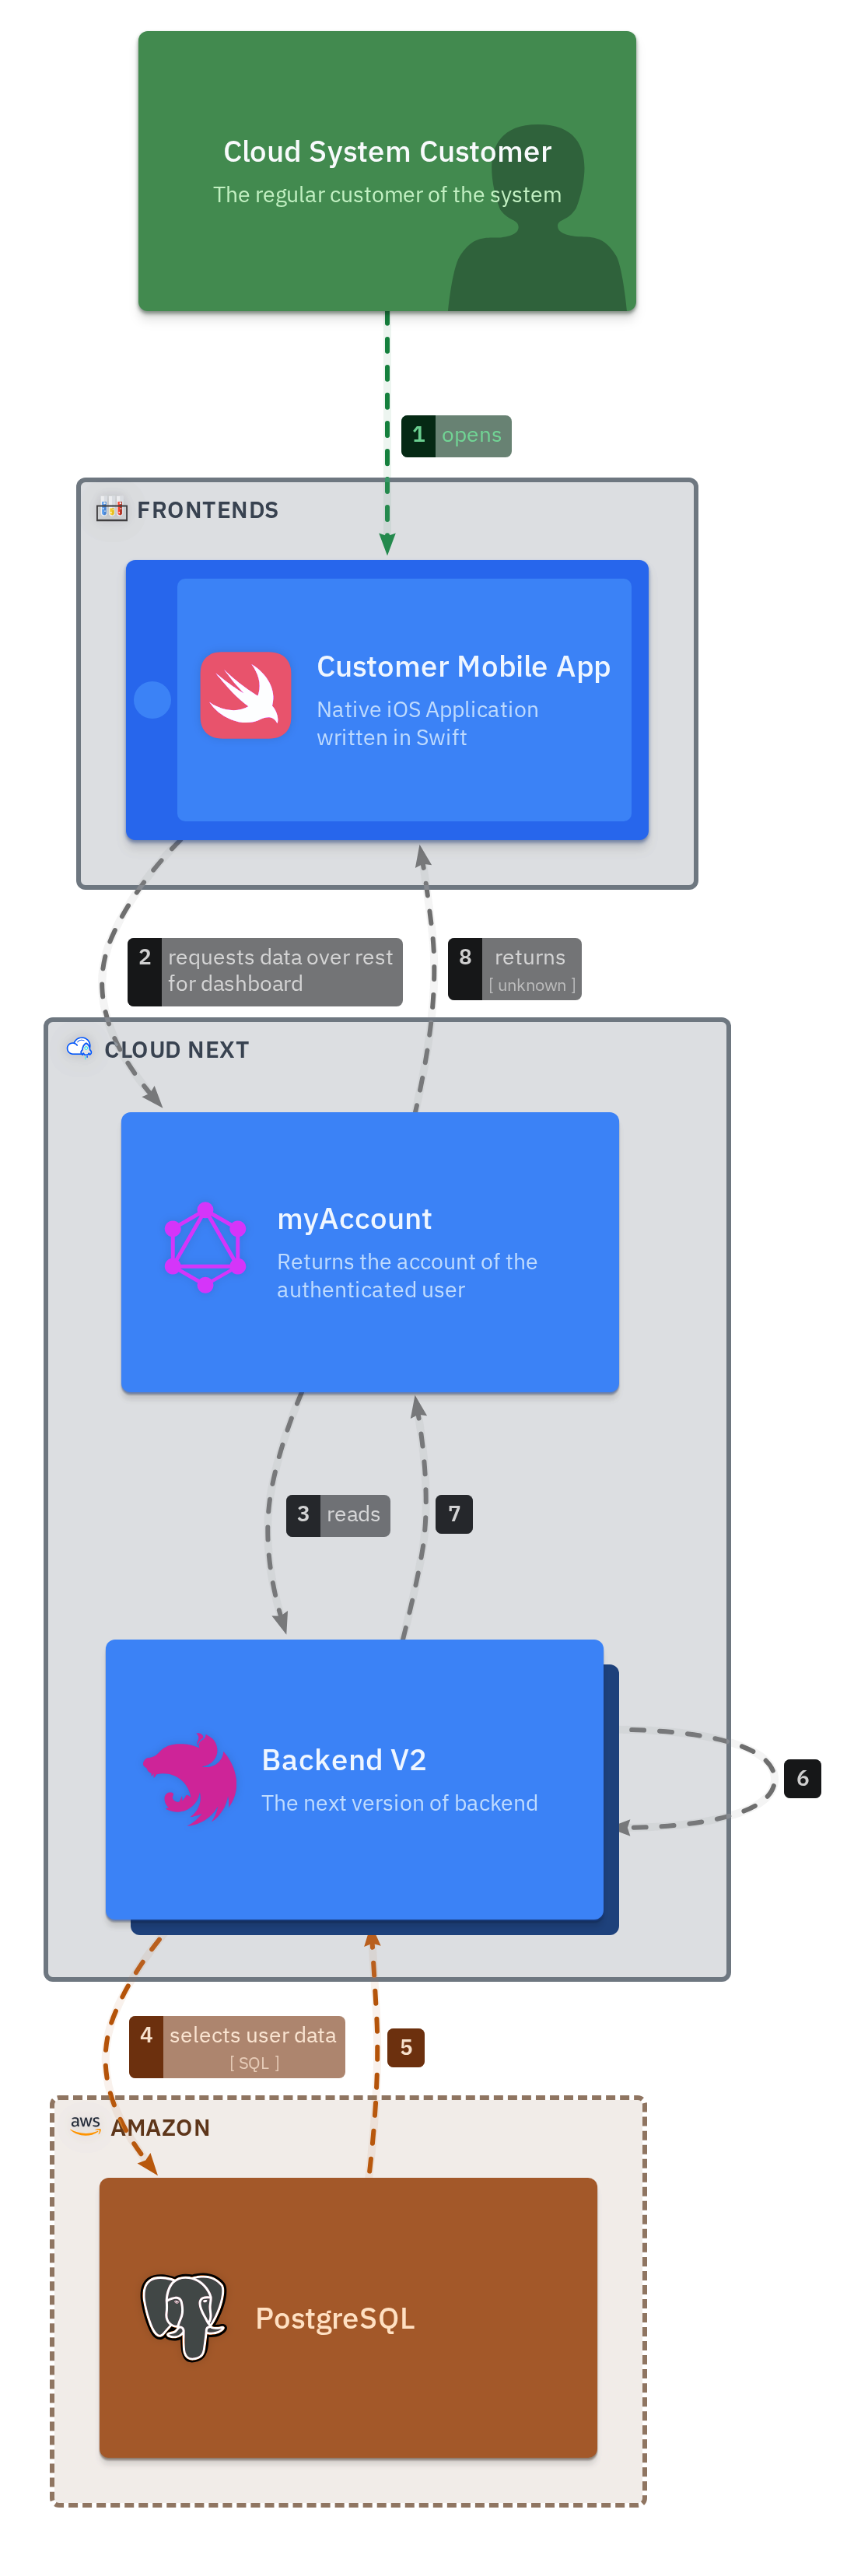 Cloud System Customer
The regular customer of the system
1 opens
FRONTENDS
Customer Mobile App
Native iOS Application
written in Swift
2 requests data over rest
for dashboard
8 returns
[ unknown ]
CLOUD NEXT
myAccount
Returns the account of the
authenticated user
3 reads
7
Backend V2
The next version of backend
6
4 selects user data
[ SQL ]
5
aws AMAZON
PostgreSQL